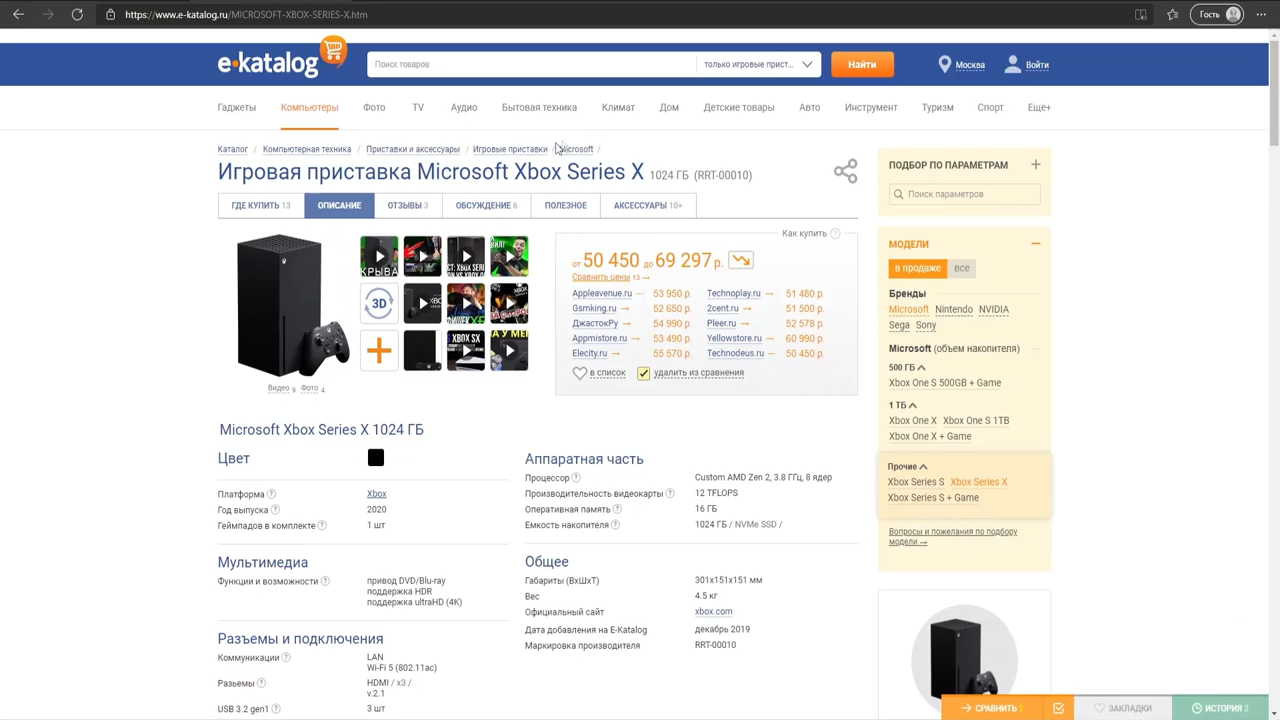 https://www.e-katalog.ru/MICROSOFT-XBOX-SERIES-X.htm
Гость
e·katalog
Поиск товаров
только игровые прист...
Найти
Москва
Войти
Гаджеты Компьютеры Фото TV Аудио Бытовая техника Климат Дом Детские товары Авто Инструмент Туризм Спорт Еще+
Каталог / Компьютерная техника / Приставки и аксессуары / Игровые приставки / Microsoft /
Игровая приставка Microsoft Xbox Series X 1024 ГБ (RRT-00010)
ГДЕ КУПИТЬ 13 ОПИСАНИЕ ОТЗЫВЫ 3 ОБСУЖДЕНИЕ 6 ПОЛЕЗНОЕ АКСЕССУАРЫ 10+
3D
Видео 9 Фото 4
Как купить ?
от 50 450 до 69 297 р.
Сравнить цены 13 →
Appleavenue.ru → 53 950 р. Technoplay.ru → 51 480 р.
Gsmking.ru → 52 650 р. 2cent.ru → 51 500 р.
ДжастокРу → 54 990 р. Pleer.ru → 52 578 р.
Appmistore.ru → 53 490 р. Yellowstore.ru → 60 990 р.
Elecity.ru → 55 570 р. Technodeus.ru → 50 450 р.
в список удалить из сравнения
Microsoft Xbox Series X 1024 ГБ
Цвет
Платформа ? Xbox
Год выпуска ? 2020
Геймпадов в комплекте ? 1 шт
Мультимедиа
Функции и возможности ? привод DVD/Blu-ray
поддержка HDR
поддержка ultraHD (4K)
Разъемы и подключения
Коммуникации ? LAN
Wi-Fi 5 (802.11ac)
Разъемы ? HDMI / x3 /
v.2.1
USB 3.2 gen1 ? 3 шт
Аппаратная часть
Процессор ? Custom AMD Zen 2, 3.8 ГГц, 8 ядер
Производительность видеокарты ? 12 TFLOPS
Оперативная память ? 16 ГБ
Емкость накопителя ? 1024 ГБ / NVMe SSD /
Общее
Габариты (ВхШхТ) 301x151x151 мм
Вес 4.5 кг
Официальный сайт xbox.com
Дата добавления на E-Katalog декабрь 2019
Маркировка производителя RRT-00010
ПОДБОР ПО ПАРАМЕТРАМ
Поиск параметров
МОДЕЛИ
в продаже все
Бренды
Microsoft Nintendo NVIDIA
Sega Sony
Microsoft (объем накопителя)
500 ГБ
Xbox One S 500GB + Game
1 ТБ
Xbox One X Xbox One S 1TB
Xbox One X + Game
Прочие
Xbox Series S Xbox Series X
Xbox Series S + Game
Вопросы и пожелания по подбору
модели →
СРАВНИТЬ 2
ЗАКЛАДКИ
ИСТОРИЯ 2